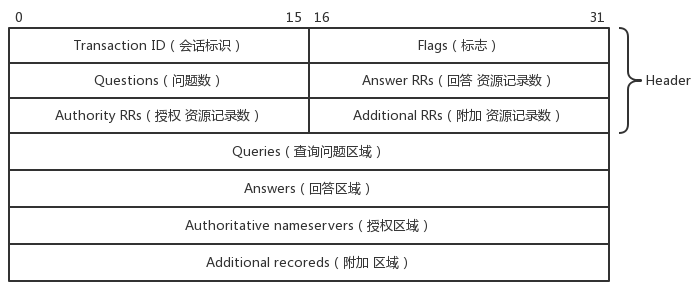 0 15 16 31
Transaction ID ( 会话标识 ) Flags ( 标志 )
Questions ( 问题数 ) Answer RRs ( 回答 资源记录数 ) Header
Authority RRs ( 授权 资源记录数 ) Additional RRs ( 附加 资源记录数 )
Queries ( 查询问题区域 )
Answers ( 回答区域 )
Authoritative nameservers ( 授权区域 )
Additional recoreds ( 附加 区域 )